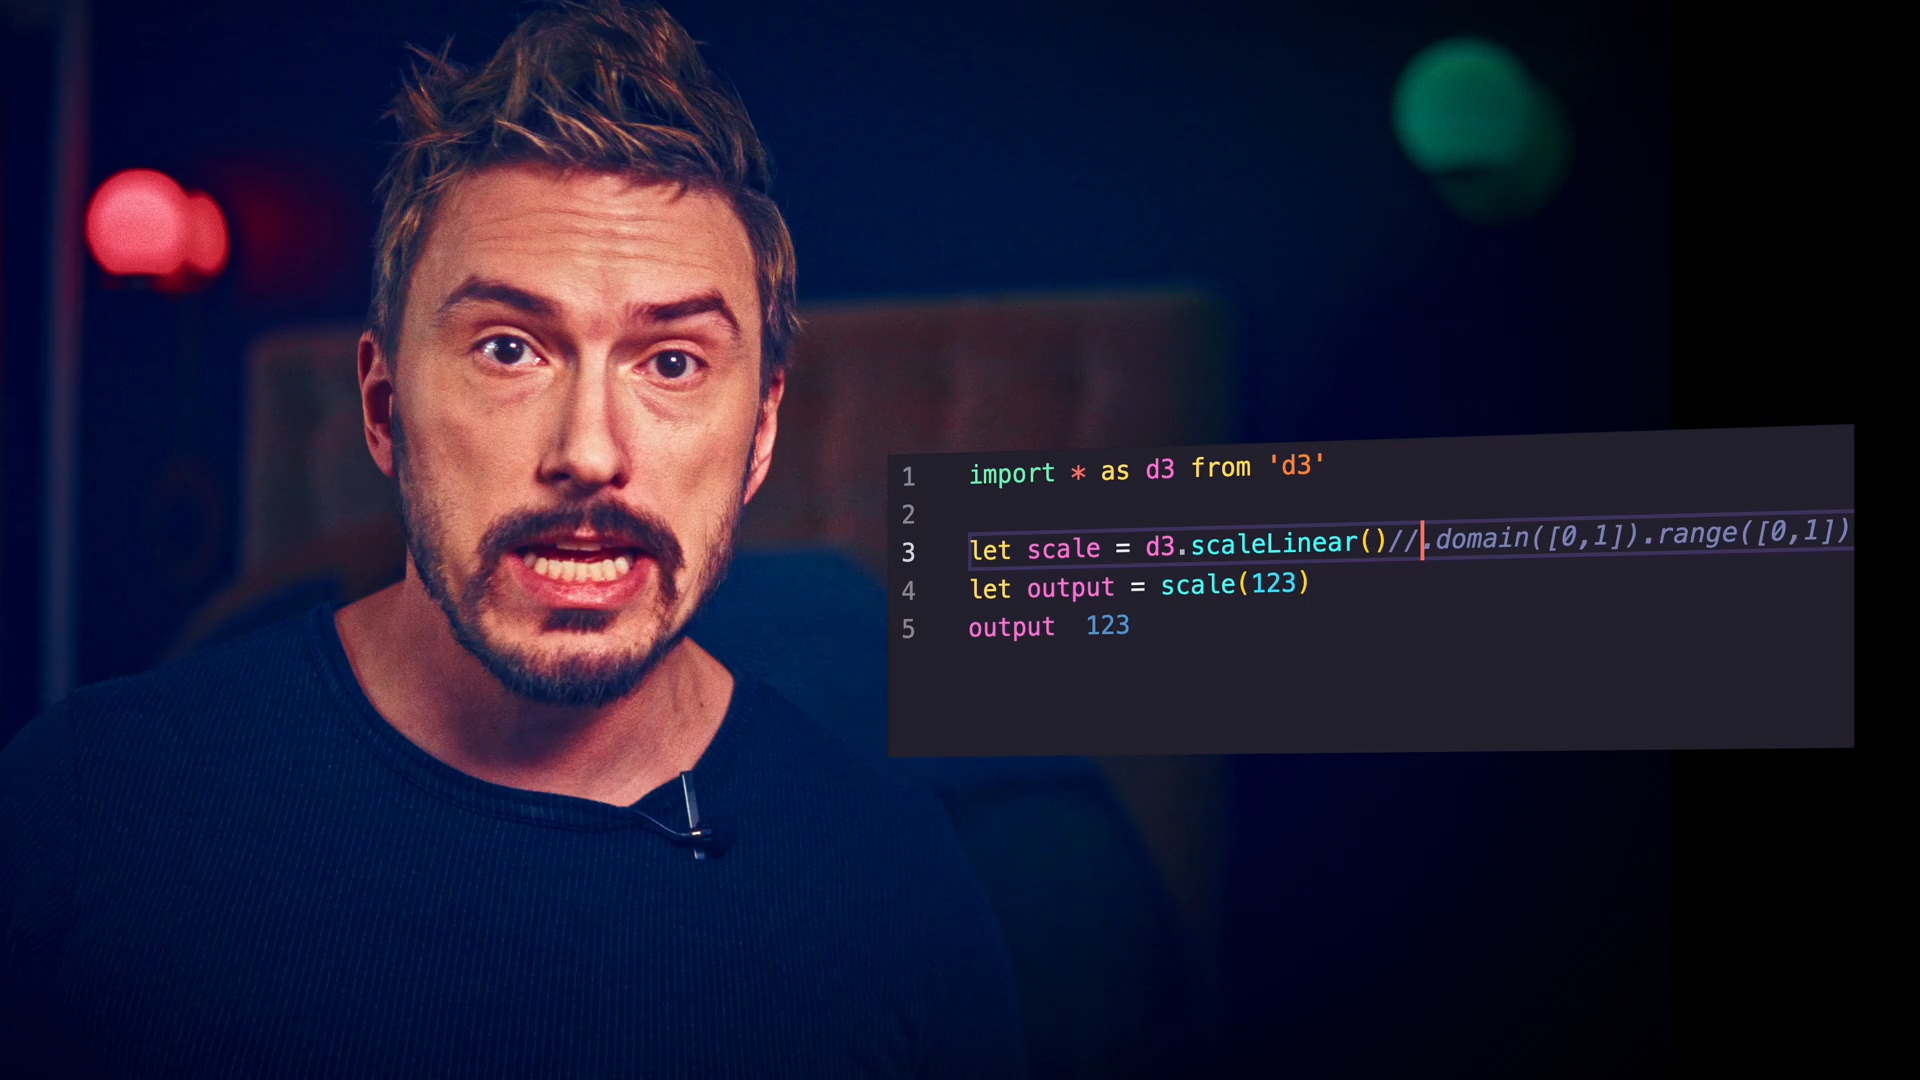 1 import * as d3 from 'd3'
2
3 let scale = d3.scaleLinear()//.domain([0,1]).range([0,1])
4 let output = scale(123)
5 output 123